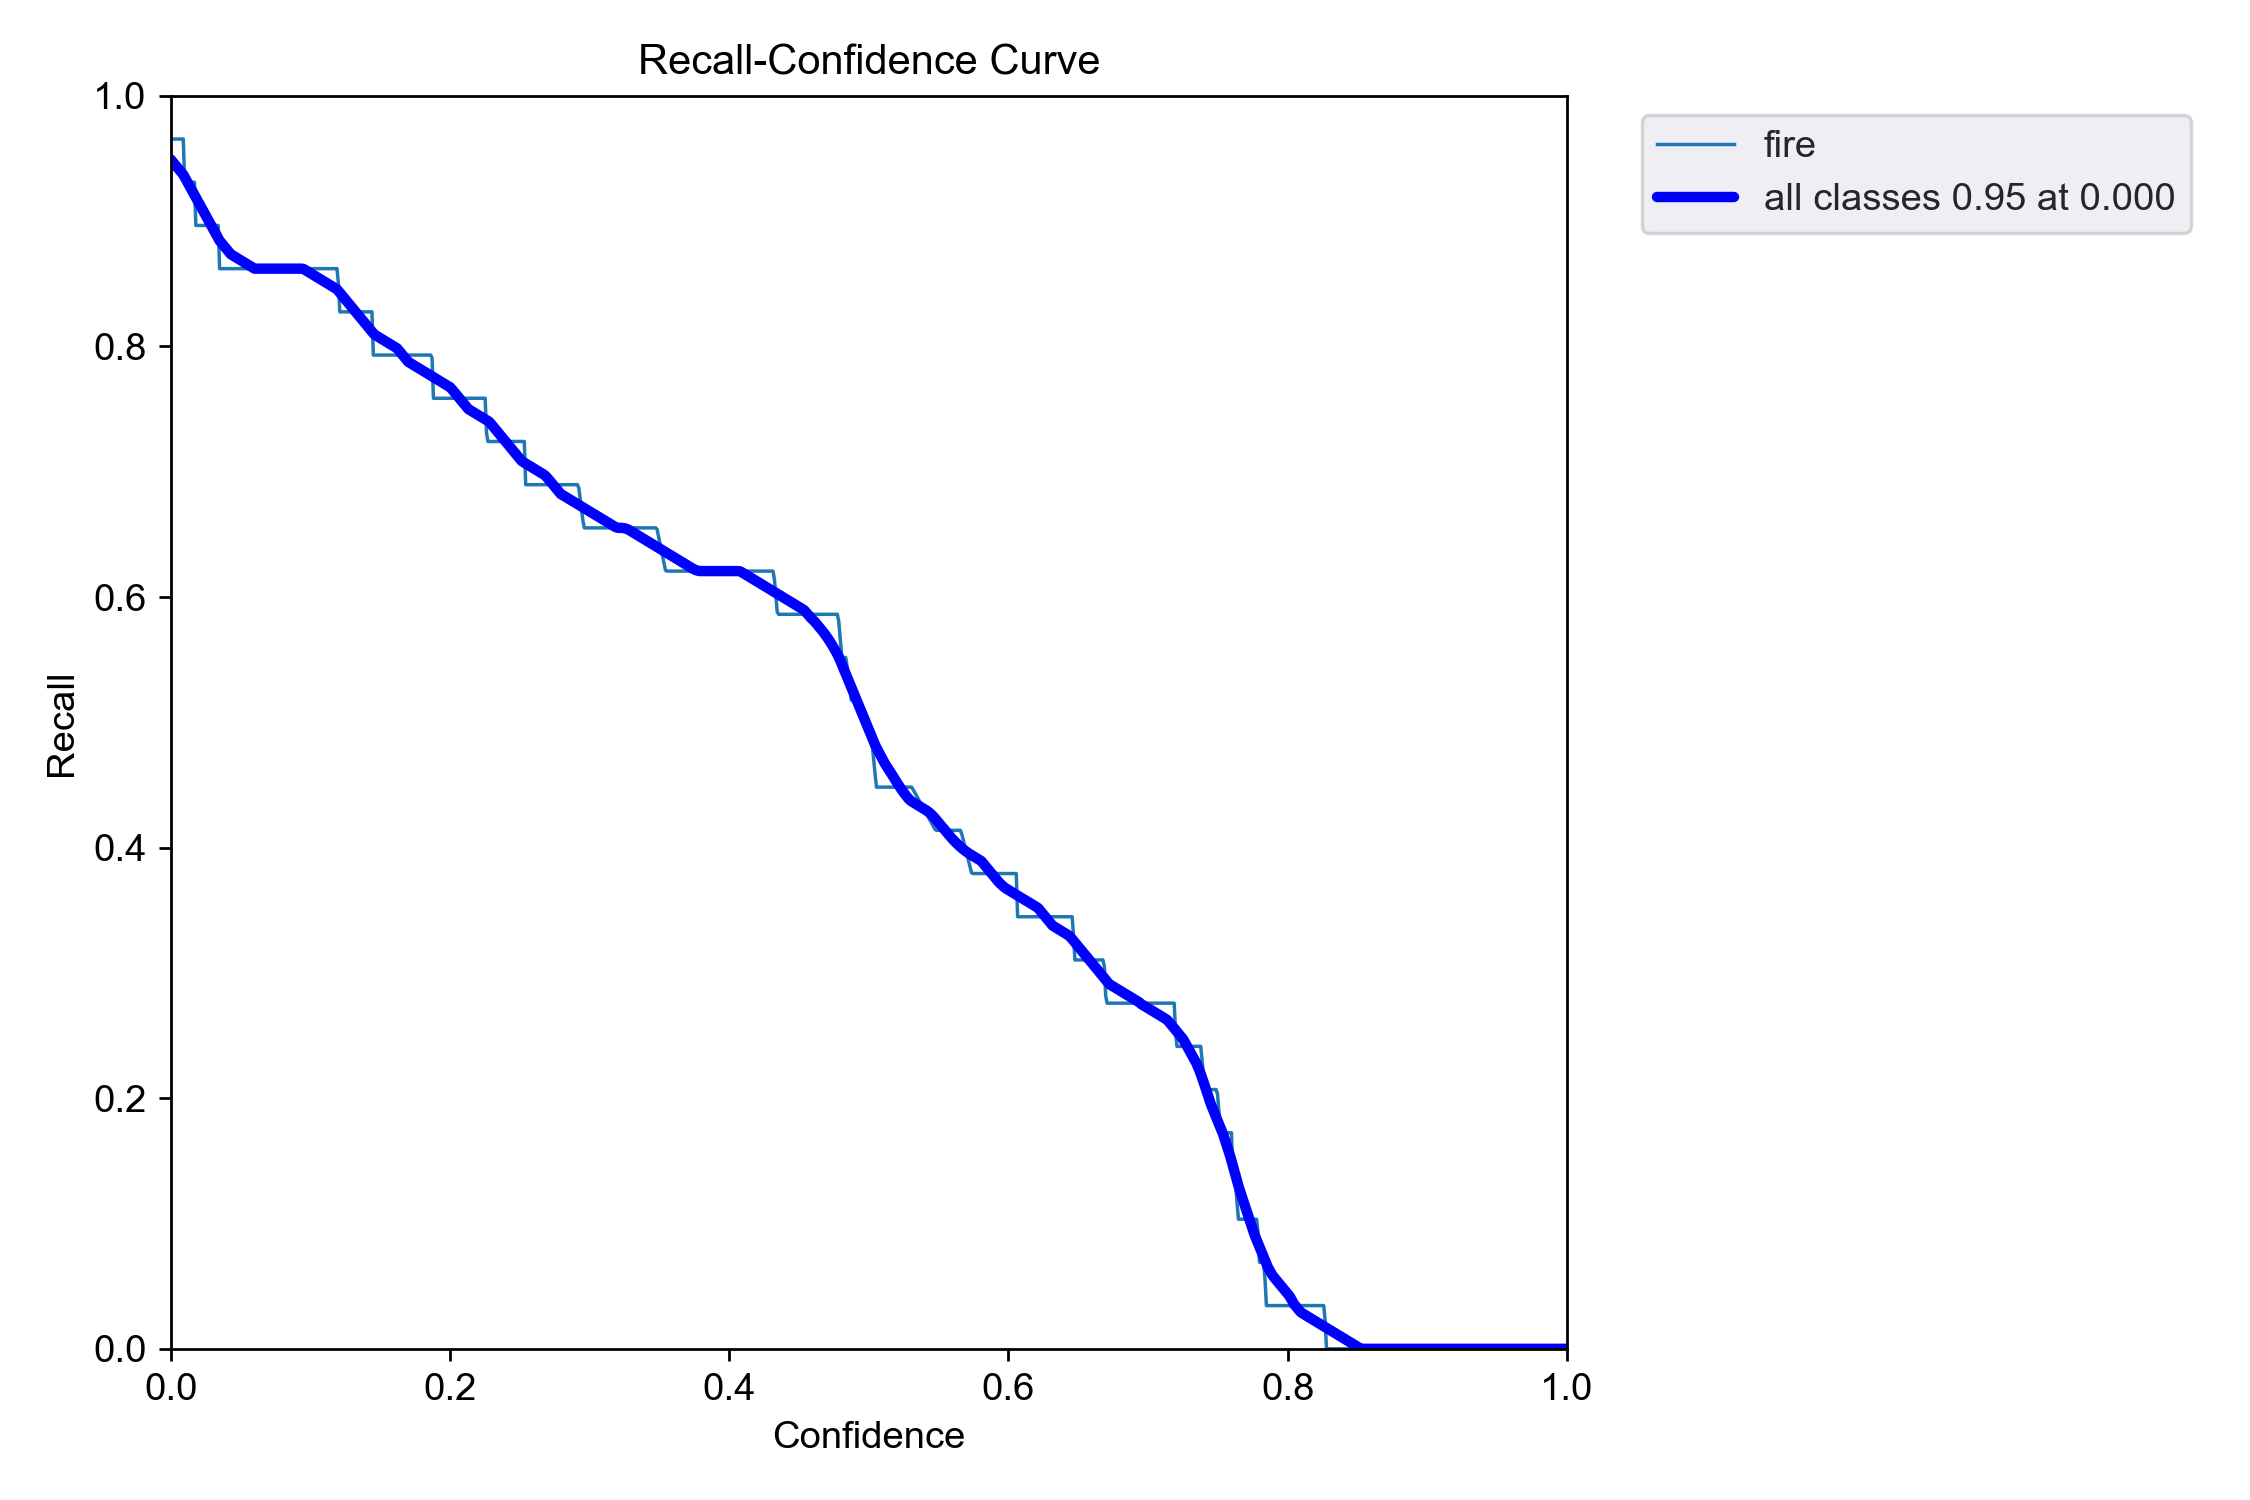 Recall-Confidence Curve
1.0
0.8
0.6
0.4
0.2
0.0
Recall
0.0 0.2 0.4 0.6 0.8 1.0
Confidence
fire
all classes 0.95 at 0.000